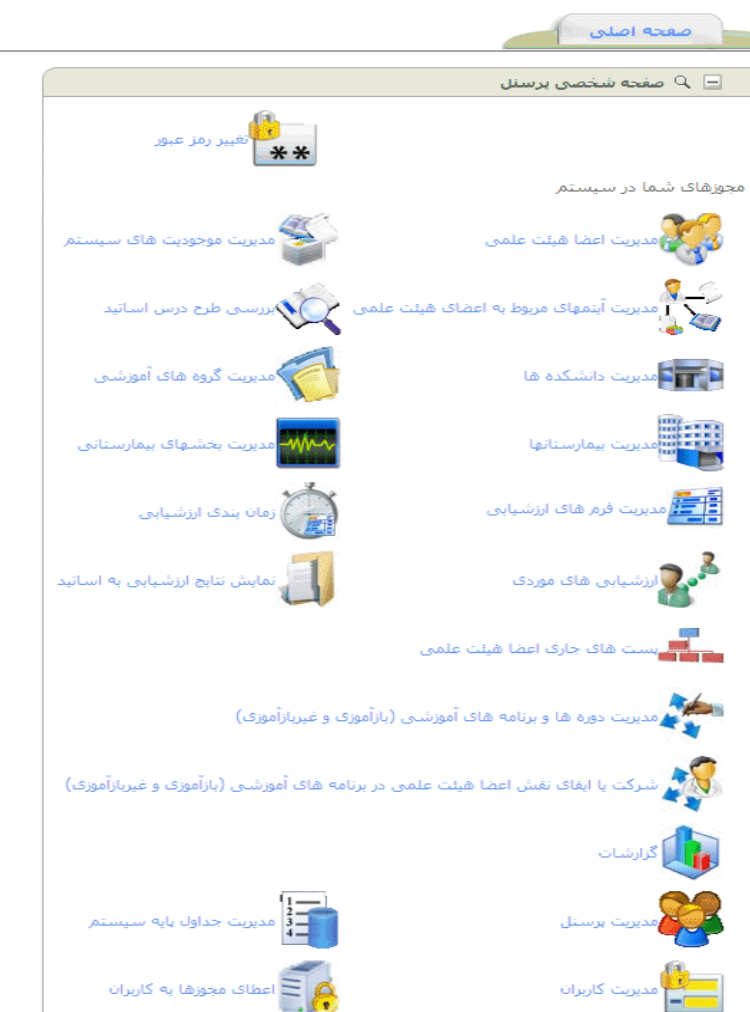 صفحه اصلی
صفحه شخصی پرسنل
تغییر رمز عبور
مجوزهای شما در سیستم
مدیریت اعضا هیئت علمی
مدیریت موجودیت های سیستم
مدیریت آیتمهای مربوط به اعضای هیئت علمی
بررسی طرح درس اساتید
مدیریت دانشکده ها
مدیریت گروه های آموزشی
مدیریت بیمارستانها
مدیریت بخشهای بیمارستانی
مدیریت فرم های ارزشیابی
زمان بندی ارزشیابی
ارزشیابی های موردی
نمایش نتایج ارزشیابی به اساتید
پست های جاری اعضا هیئت علمی
مدیریت دوره ها و برنامه های آموزشی (بازآموزی و غیربازآموزی)
شرکت یا ایفای نقش اعضا هیئت علمی در برنامه های آموزشی (بازآموزی و غیربازآموزی)
گزارشات
مدیریت پرسنل
مدیریت جداول پایه سیستم
مدیریت کاربران
اعطای مجوزها به کاربران